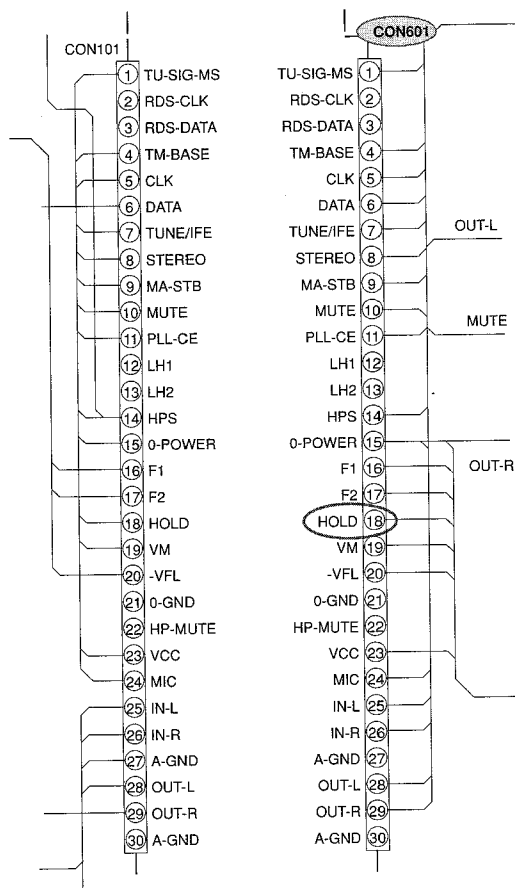 CON101
1 TU-SIG-MS
2 RDS-CLK
3 RDS-DATA
4 TM-BASE
5 CLK
6 DATA
7 TUNE/IFE
8 STEREO
9 MA-STB
10 MUTE
11 PLL-CE
12 LH1
13 LH2
14 HPS
15 0-POWER
16 F1
17 F2
18 HOLD
19 VM
20 -VFL
21 0-GND
22 HP-MUTE
23 VCC
24 MIC
25 IN-L
26 IN-R
27 A-GND
28 OUT-L
29 OUT-R
30 A-GND
CON601
TU-SIG-MS 1
RDS-CLK 2
RDS-DATA 3
TM-BASE 4
CLK 5
DATA 6
TUNE/IFE 7
STEREO 8
MA-STB 9
MUTE 10
PLL-CE 11
LH1 12
LH2 13
HPS 14
0-POWER 15
F1 16
F2 17
HOLD 18
VM 19
-VFL 20
0-GND 21
HP-MUTE 22
VCC 23
MIC 24
IN-L 25
IN-R 26
A-GND 27
OUT-L 28
OUT-R 29
A-GND 30
OUT-L
MUTE
OUT-R